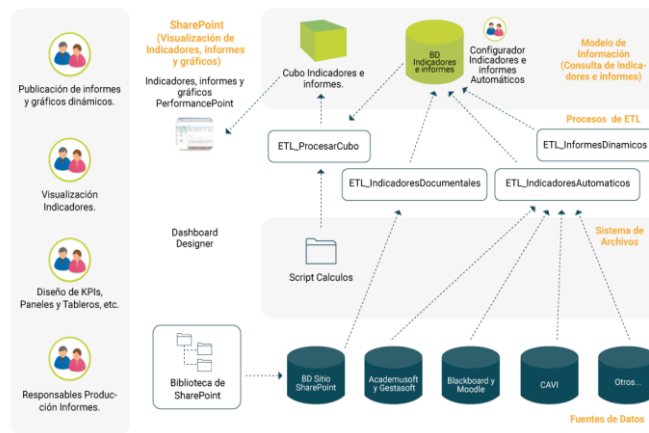 Publicación de informes
y gráficos dinámicos.
Visualización
Indicadores.
Diseño de KPIs,
Paneles y Tableros, etc.
Responsables Produc-
ción Informes.
SharePoint
(Visualización de
Indicadores, informes
y gráficos)
Indicadores, informes y
gráficos
PerformancePoint
Dashboard
Designer
Biblioteca de
SharePoint
Cubo Indicadores e
informes.
BD
Indicadores
e informes
Configurador
Indicadores e
informes
Automáticos
Modelo de
Información
(Consulta de indica-
dores e informes)
Procesos de ETL
ETL_ProcesarCubo
ETL_InformesDinamicos
ETL_IndicadoresDocumentales
ETL_IndicadoresAutomaticos
Sistema de
Archivos
Script Calculos
BD Sitio
SharePoint
Academusoft
y Gestasoft
Blackboard y
Moodle
CAVI
Otros...
Fuentes de Datos